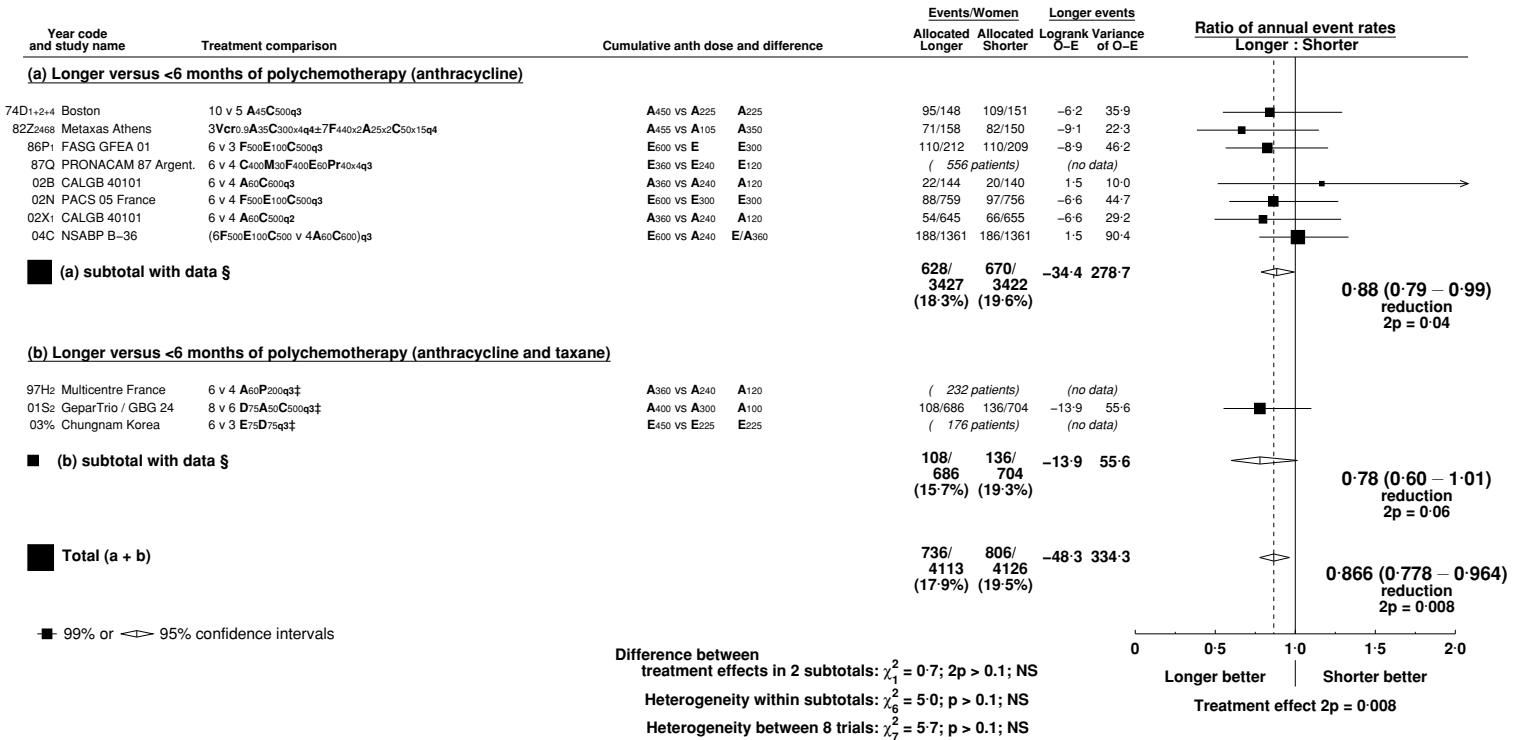 Events/Women Longer events
Year code and study name Treatment comparison Cumulative anth dose and difference Allocated Longer Allocated Shorter Logrank O–E Variance of O–E Ratio of annual event rates Longer : Shorter
(a) Longer versus <6 months of polychemotherapy (anthracycline)
74D1+2+4 Boston 10 v 5 A45C500q3 A450 vs A225 A225 95/148 109/151 –6·2 35·9
82Z2468 Metaxas Athens 3Vcr0.9A35C300x4q4±7F440x2A25x2C50x15q4 A455 vs A105 A350 71/158 82/150 –9·1 22·3
86P1 FASG GFEA 01 6 v 3 F500E100C500q3 E600 vs E E300 110/212 110/209 –8·9 46·2
87Q PRONACAM 87 Argent. 6 v 4 C400M30F400E60Pr40x4q3 E360 vs E240 E120 ( 556 patients) (no data)
02B CALGB 40101 6 v 4 A60C600q3 A360 vs A240 A120 22/144 20/140 1·5 10·0
02N PACS 05 France 6 v 4 F500E100C500q3 E600 vs E300 E300 88/759 97/756 –6·6 44·7
02X1 CALGB 40101 6 v 4 A60C500q2 A360 vs A240 A120 54/645 66/655 –6·6 29·2
04C NSABP B–36 (6F500E100C500 v 4A60C600)q3 E600 vs A240 E/A360 188/1361 186/1361 1·5 90·4
(a) subtotal with data § 628/ 670/ –34·4 278·7
3427 3422
(18·3%) (19·6%)
0·88 (0·79 – 0·99)
reduction
2p = 0·04
(b) Longer versus <6 months of polychemotherapy (anthracycline and taxane)
97H2 Multicentre France 6 v 4 A60P200q3‡ A360 vs A240 A120 ( 232 patients) (no data)
01S2 GeparTrio / GBG 24 8 v 6 D75A50C500q3‡ A400 vs A300 A100 108/686 136/704 –13·9 55·6
03% Chungnam Korea 6 v 3 E75D75q3‡ E450 vs E225 E225 ( 176 patients) (no data)
(b) subtotal with data § 108/ 136/ –13·9 55·6
686 704
(15·7%) (19·3%)
0·78 (0·60 – 1·01)
reduction
2p = 0·06
Total (a + b) 736/ 806/ –48·3 334·3
4113 4126
(17·9%) (19·5%)
0·866 (0·778 – 0·964)
reduction
2p = 0·008
99% or 95% confidence intervals
0 0·5 1·0 1·5 2·0
Longer better Shorter better
Treatment effect 2p = 0·008
Difference between
treatment effects in 2 subtotals: χ²₁ = 0·7; 2p > 0.1; NS
Heterogeneity within subtotals: χ²₆ = 5·0; p > 0.1; NS
Heterogeneity between 8 trials: χ²₇ = 5·7; p > 0.1; NS